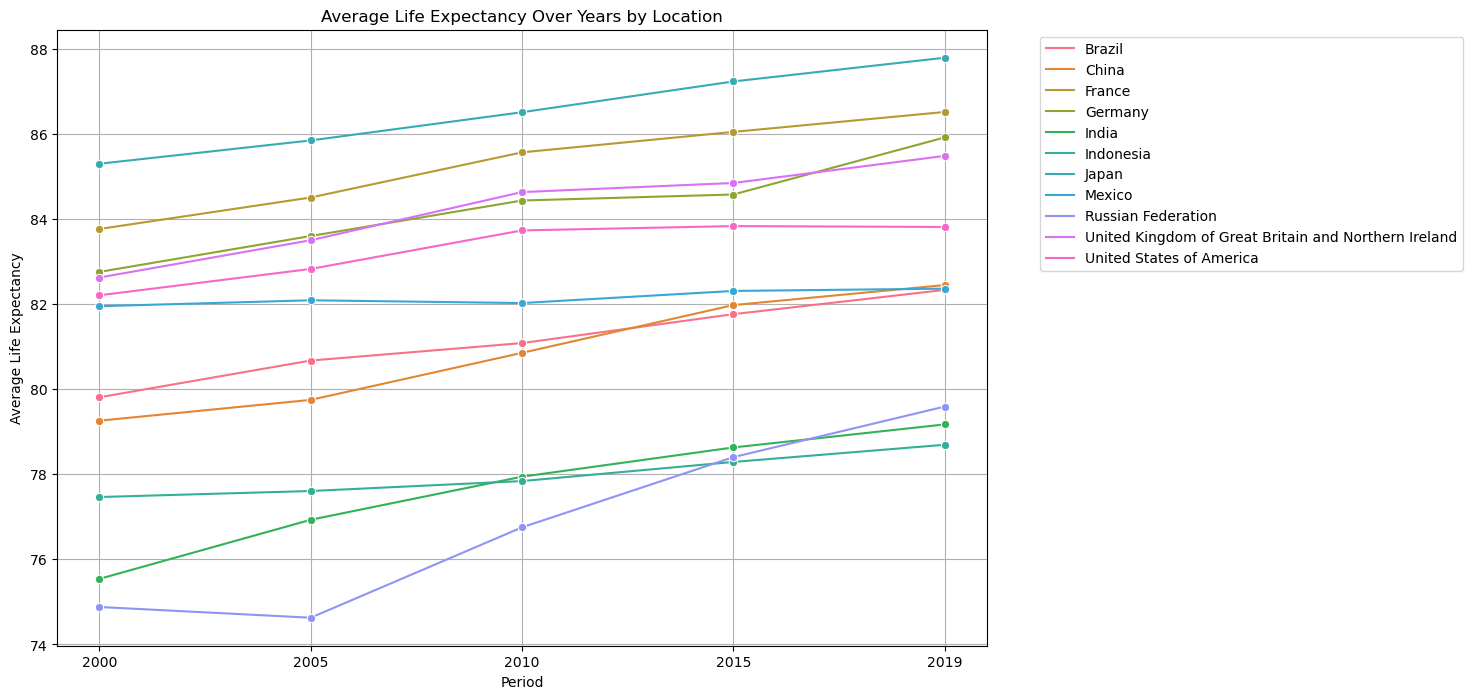 Average Life Expectancy Over Years by Location
Average Life Expectancy
88
86
84
82
80
78
76
74
2000 2005 2010 2015 2019
Period
Brazil
China
France
Germany
India
Indonesia
Japan
Mexico
Russian Federation
United Kingdom of Great Britain and Northern Ireland
United States of America